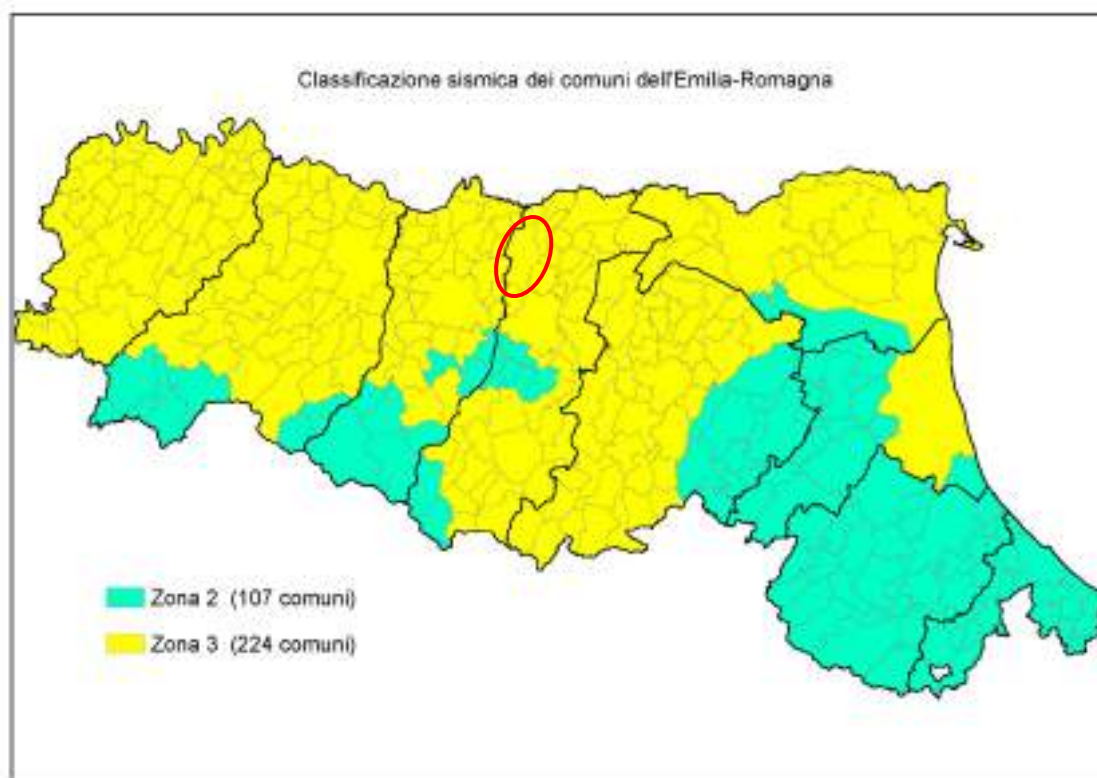 Classificazione sismica dei comuni dell'Emilia-Romagna
Zona 2 (107 comuni)
Zona 3 (224 comuni)